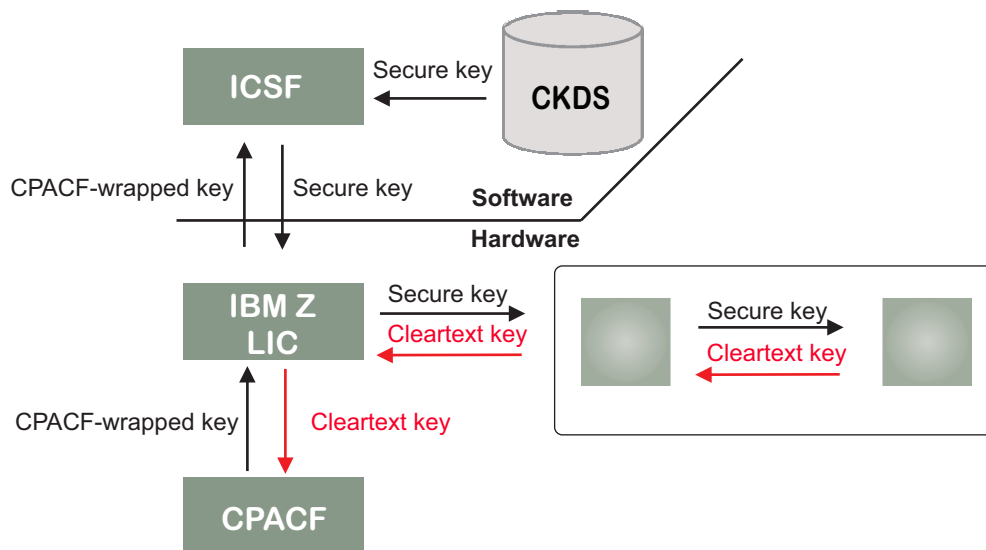 ICSF
Secure key
CKDS
CPACF-wrapped key
Secure key
Software
Hardware
IBM Z
LIC
Secure key
Cleartext key
Secure key
Cleartext key
CPACF-wrapped key
Cleartext key
CPACF